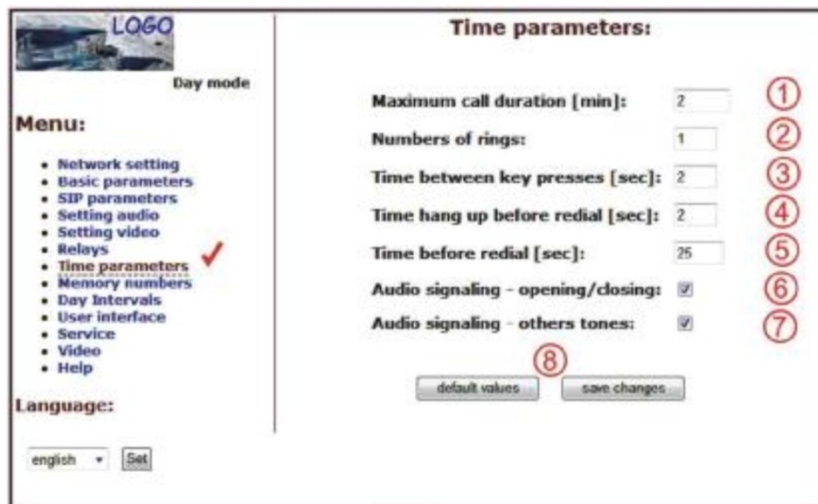 LOGO
Day mode
Menu:
Network setting
Basic parameters
SIP parameters
Setting audio
Setting video
Relays
Time parameters
Memory numbers
Day Intervals
User interface
Service
Video
Help
Language:
english Set
Time parameters:
Maximum call duration [min]: 2 ①
Numbers of rings: 1 ②
Time between key presses [sec]: 2 ③
Time hang up before redial [sec]: 2 ④
Time before redial [sec]: 25 ⑤
Audio signaling - opening/closing: ⑥
Audio signaling - others tones: ⑦
⑧
default values save changes